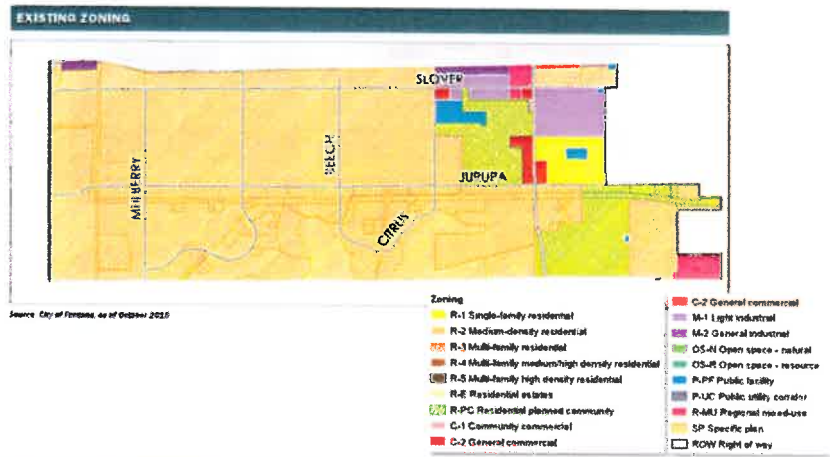 EXISTING ZONING
SLOVER
MULBERRY
BEECH
JURUPA
CITRUS
Source: City of Fontana, as of October 2016
Zoning
R-1 Single-family residential
R-2 Medium-density residential
R-3 Multi-family residential
R-4 Multi-family medium/high density residential
R-5 Multi-family high density residential
R-E Residential estates
R-PC Residential planned community
C-1 Community commercial
C-2 General commercial
C-2 General commercial
M-1 Light industrial
M-2 General industrial
OS-N Open space - natural
OS-R Open space - resource
P-PF Public facility
P-UC Public utility corridor
R-MU Regional mixed-use
SP Specific plan
ROW Right of way